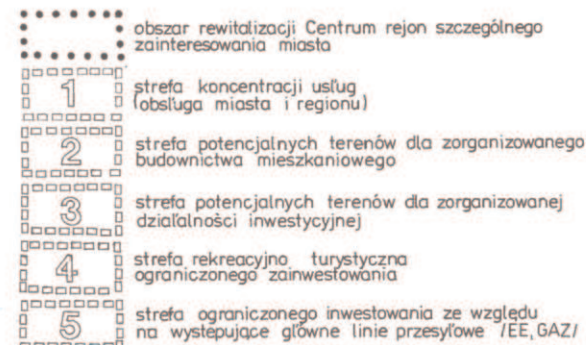 obszar rewitalizacji Centrum rejon szczególnego
zainteresowania miasta
1
strefa koncentracji usług
(obsługa miasta i regionu)
2
strefa potencjalnych terenów dla zorganizowanego
budownictwa mieszkaniowego
3
strefa potencjalnych terenów dla zorganizowanej
działalności inwestycyjnej
4
strefa rekreacyjno turystyczna
ograniczonego zainwestowania
5
strefa ograniczonego inwestowania ze względu
na występujące główne linie przesyłowe /EE, GAZ/